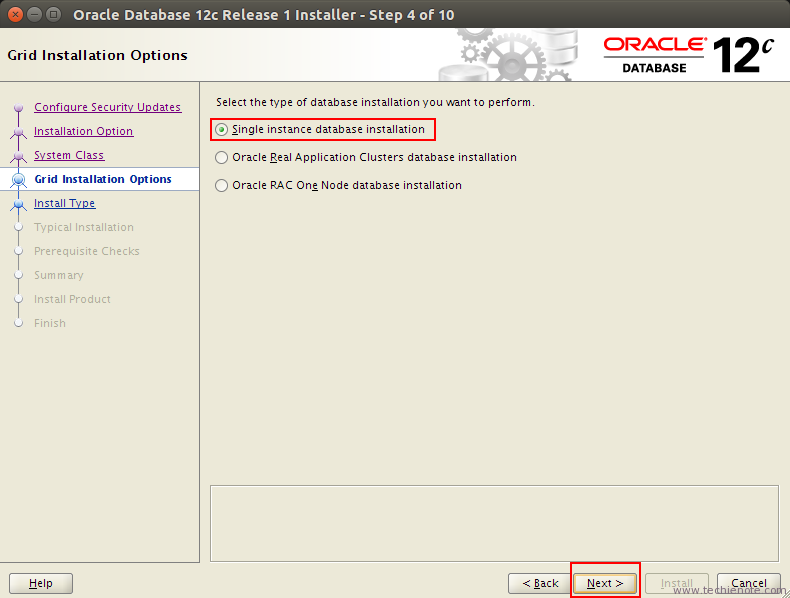 Oracle Database 12c Release 1 Installer - Step 4 of 10
Grid Installation Options
ORACLE®
DATABASE
12c
Configure Security Updates
Installation Option
System Class
Grid Installation Options
Install Type
Typical Installation
Prerequisite Checks
Summary
Install Product
Finish
Select the type of database installation you want to perform.
Single instance database installation
Oracle Real Application Clusters database installation
Oracle RAC One Node database installation
Help
< Back
Next >
Install
Cancel
www.techienote.com